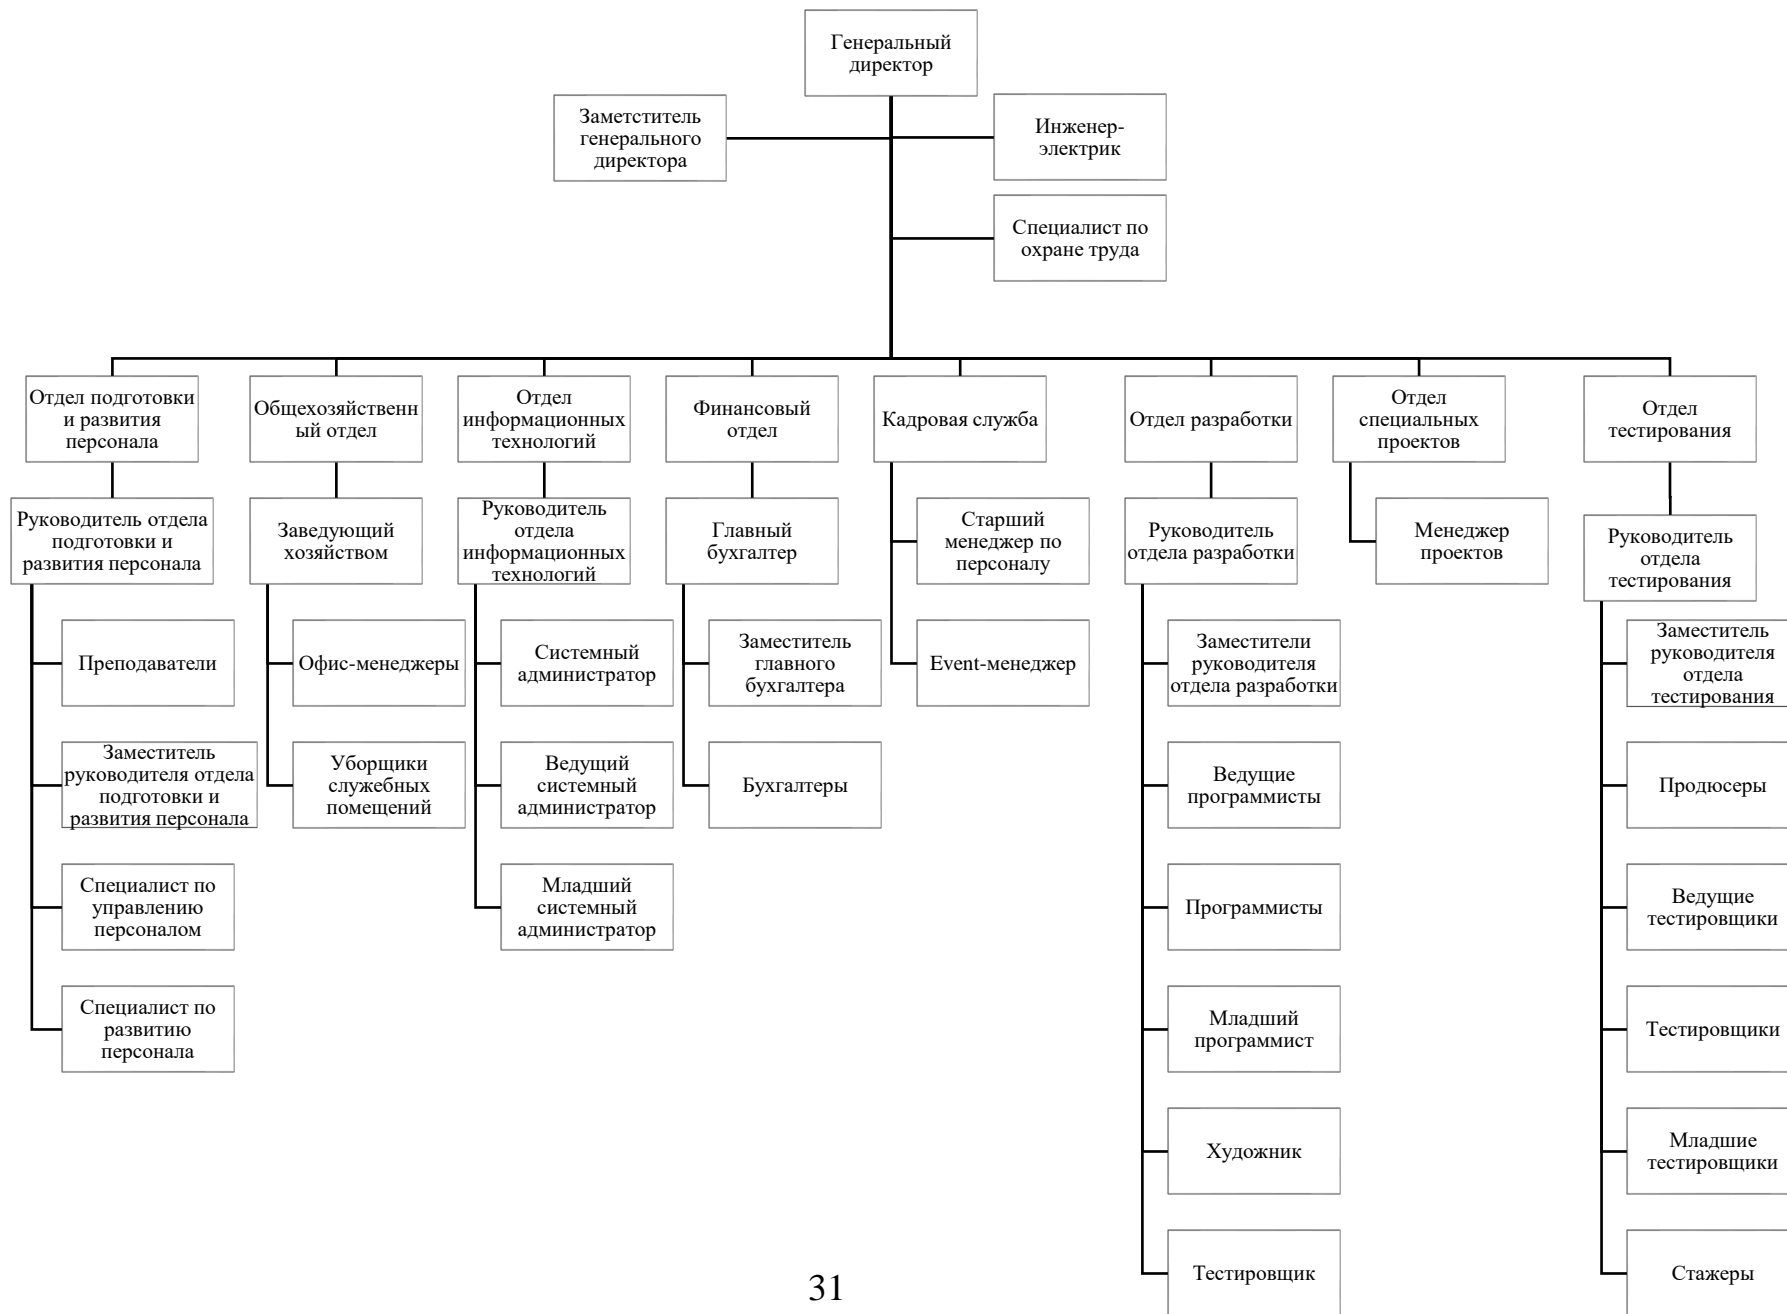 Генеральный
директор
Заметститель
генерального
директора
Инженер-
электрик
Специалист по
охране труда
Отдел подготовки
и развития
персонала
Общехозяйственн
ый отдел
Отдел
информационных
технологий
Финансовый
отдел
Кадровая служба
Отдел разработки
Отдел
специальных
проектов
Отдел
тестирования
Руководитель отдела
подготовки и
развития персонала
Заведующий
хозяйством
Руководитель
отдела
информационных
технологий
Главный
бухгалтер
Старший
менеджер по
персоналу
Руководитель
отдела разработки
Менеджер
проектов
Руководитель
отдела
тестирования
Преподаватели
Офис-менеджеры
Системный
администратор
Заместитель
главного
бухгалтера
Event-менеджер
Заместители
руководителя
отдела разработки
Заместитель
руководителя
отдела
тестирования
Заместитель
руководителя отдела
подготовки и
развития персонала
Уборщики
служебных
помещений
Ведущий
системный
администратор
Бухгалтеры
Ведущие
программисты
Продюсеры
Специалист по
управлению
персоналом
Младший
системный
администратор
Программисты
Ведущие
тестировщики
Специалист по
развитию
персонала
Младший
программист
Тестировщики
Художник
Младшие
тестировщики
Тестировщик
Стажеры
31